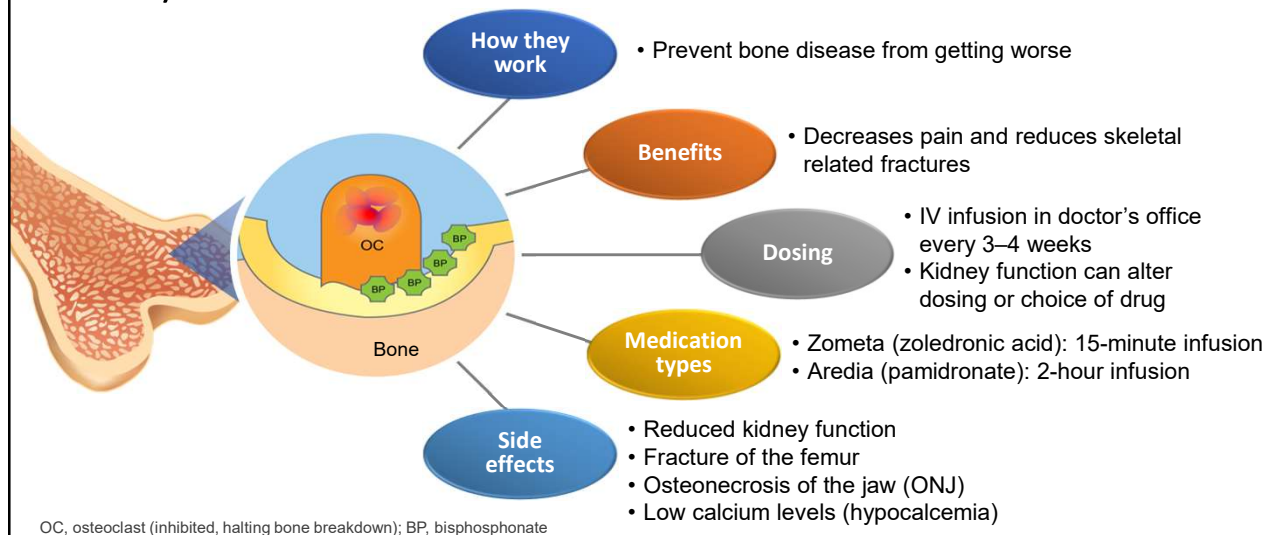 How they
work
• Prevent bone disease from getting worse
Benefits
• Decreases pain and reduces skeletal
related fractures
Dosing
• IV infusion in doctor’s office
every 3–4 weeks
• Kidney function can alter
dosing or choice of drug
OC
BP
BP
BP
BP
Bone
Medication
types
• Zometa (zoledronic acid): 15-minute infusion
• Aredia (pamidronate): 2-hour infusion
Side
effects
• Reduced kidney function
• Fracture of the femur
• Osteonecrosis of the jaw (ONJ)
• Low calcium levels (hypocalcemia)
OC, osteoclast (inhibited, halting bone breakdown); BP, bisphosphonate